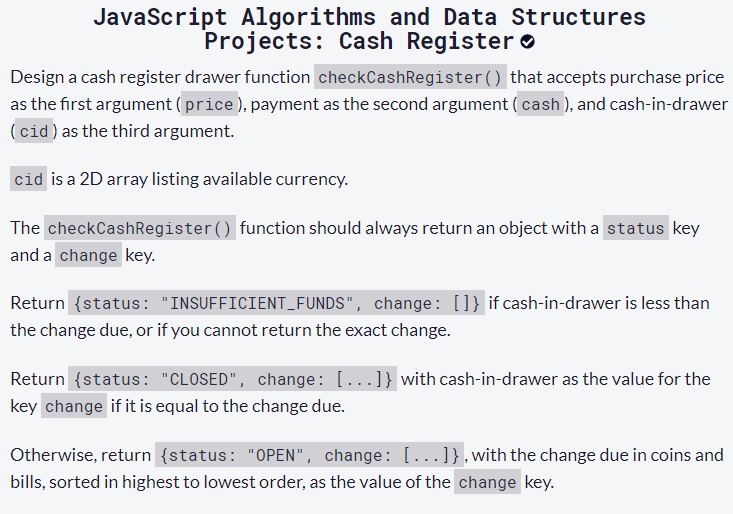 JavaScript Algorithms and Data Structures
Projects: Cash Register
Design a cash register drawer function checkCashRegister() that accepts purchase price
as the first argument ( price ), payment as the second argument ( cash ), and cash-in-drawer
( cid ) as the third argument.
cid is a 2D array listing available currency.
The checkCashRegister() function should always return an object with a status key
and a change key.
Return {status: "INSUFFICIENT_FUNDS", change: []} if cash-in-drawer is less than
the change due, or if you cannot return the exact change.
Return {status: "CLOSED", change: [...]} with cash-in-drawer as the value for the
key change if it is equal to the change due.
Otherwise, return {status: "OPEN", change: [...]}, with the change due in coins and
bills, sorted in highest to lowest order, as the value of the change key.